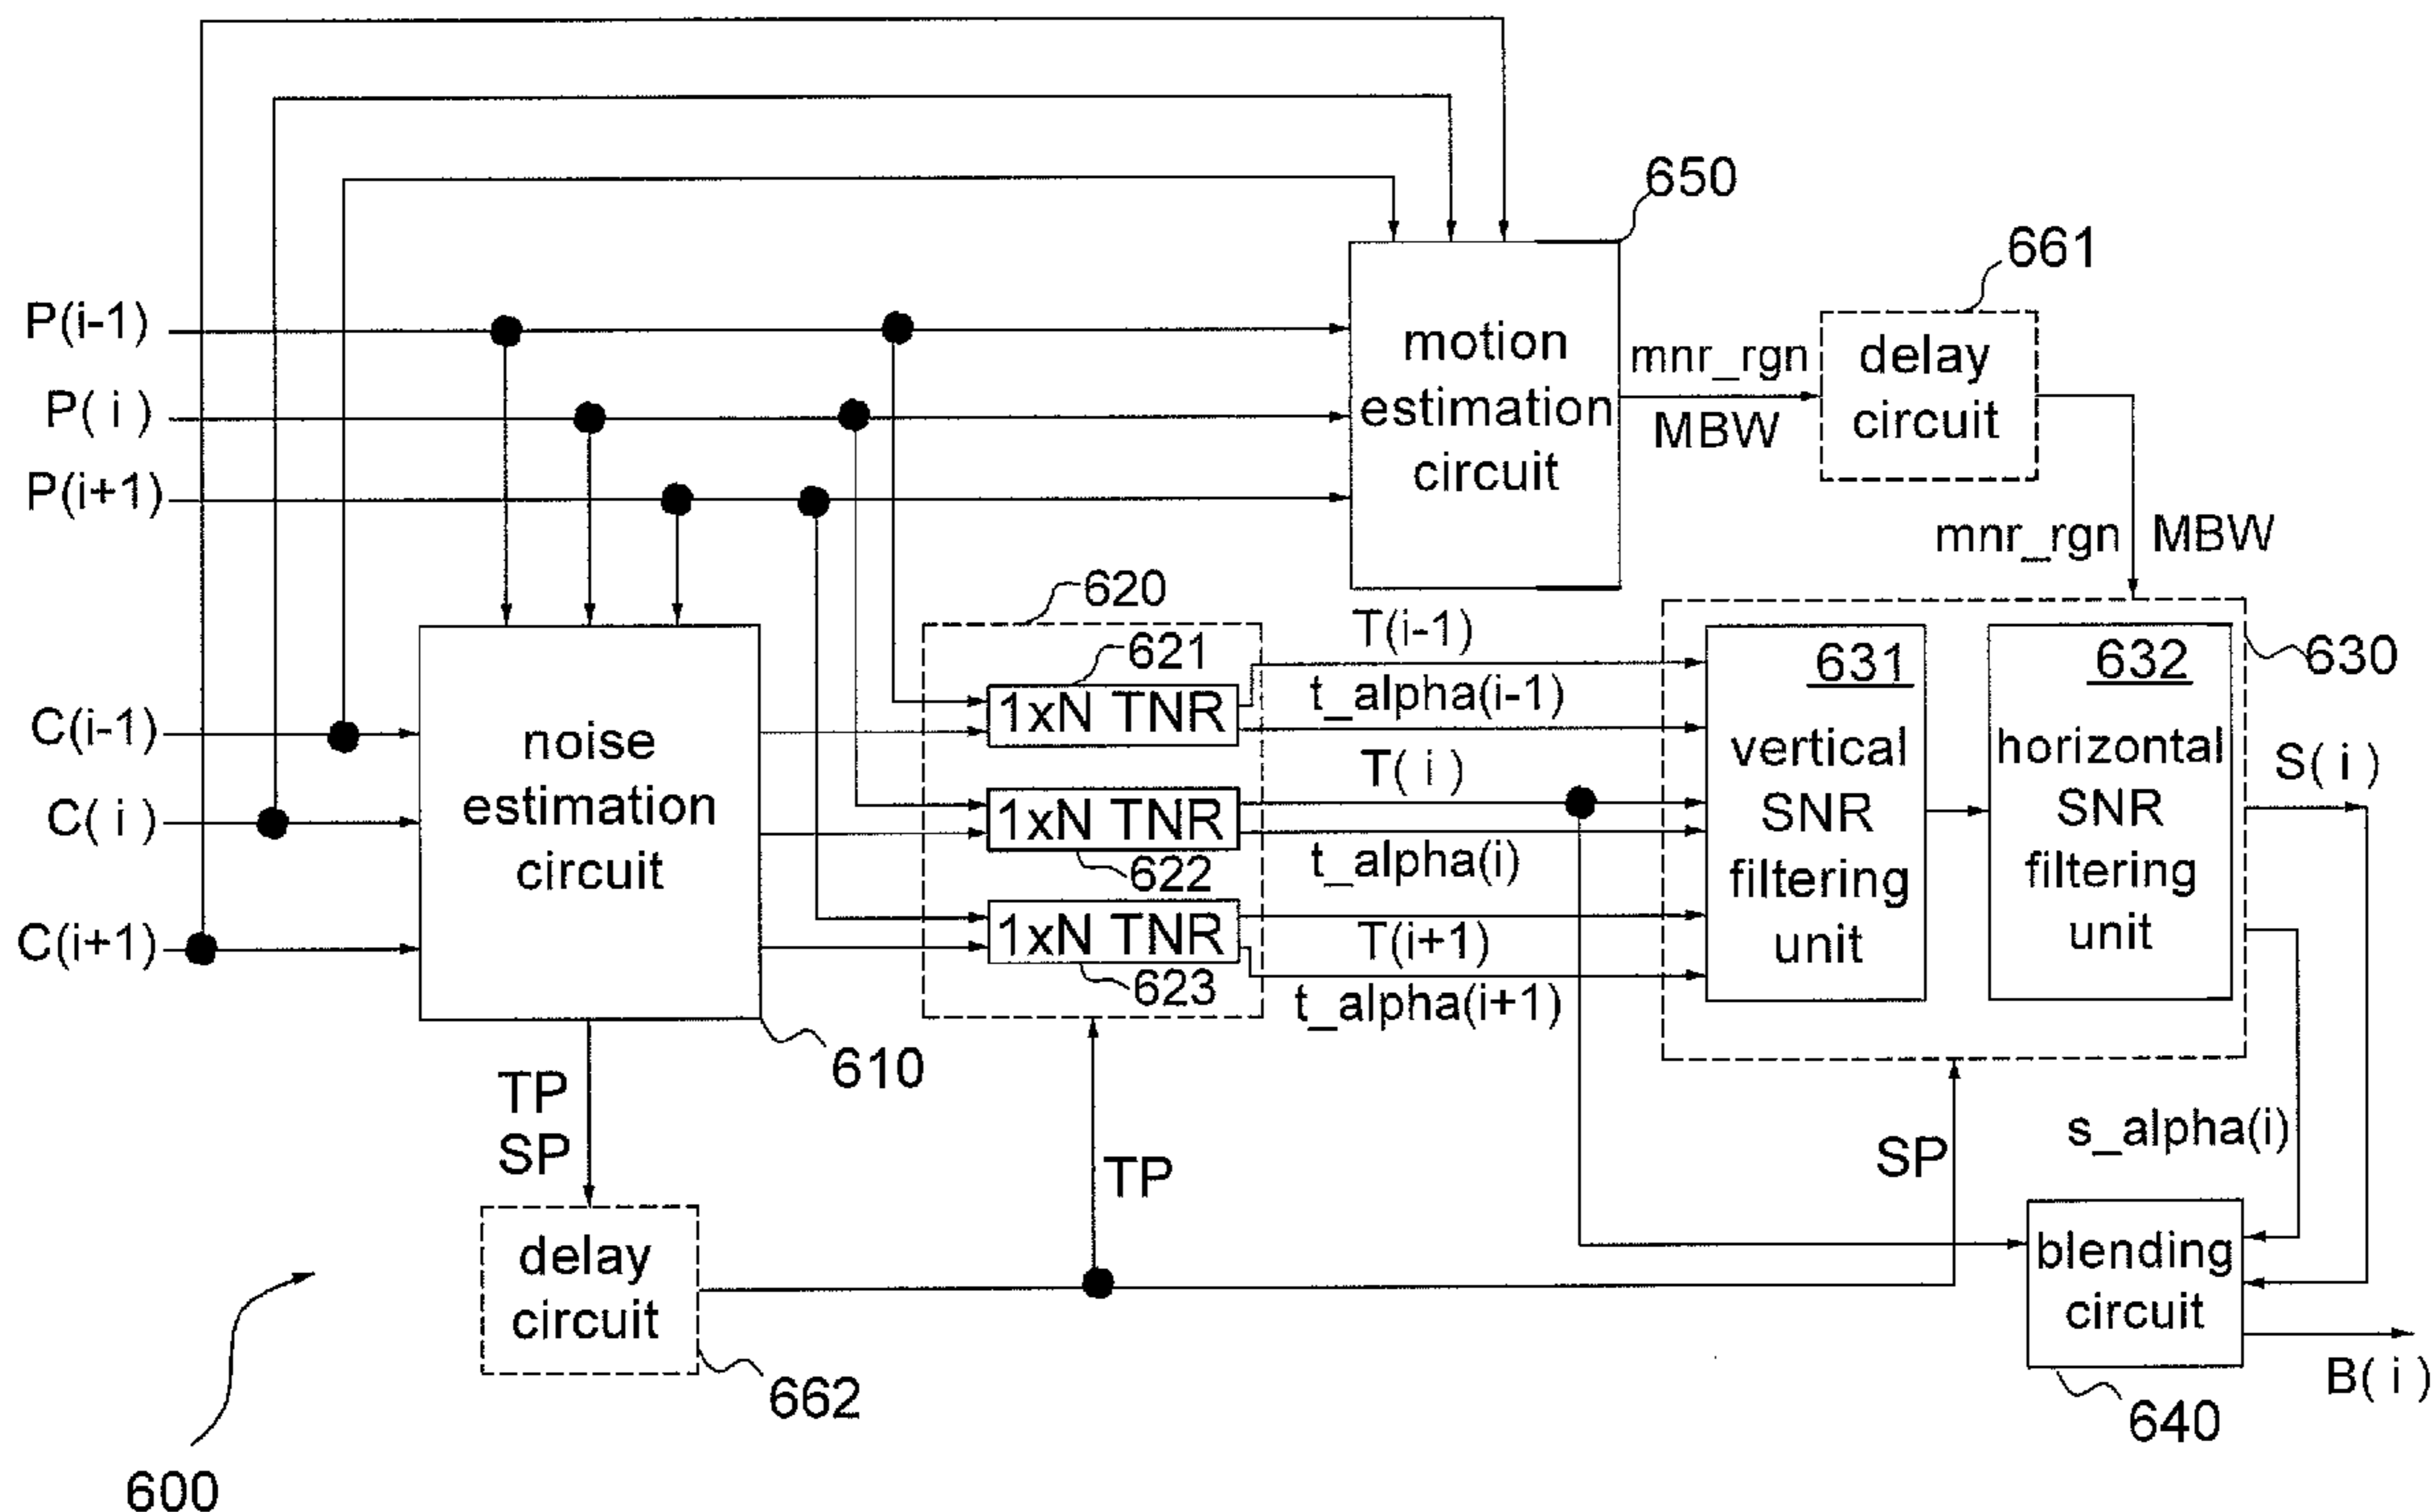 650
661
P(i-1)
P( i )
P(i+1)
motion
estimation
circuit
mnr_rgn
MBW
delay
circuit
mnr_rgn MBW
620
621
1xN TNR
1xN TNR
622
1xN TNR
623
T(i-1)
t_alpha(i-1)
T( i )
t_alpha(i)
T(i+1)
t_alpha(i+1)
630
631
vertical
SNR
filtering
unit
632
horizontal
SNR
filtering
unit
S( i )
C(i-1)
C( i )
C(i+1)
noise
estimation
circuit
610
TP
SP
TP
SP
s_alpha(i)
delay
circuit
662
blending
circuit
640
B( i )
600